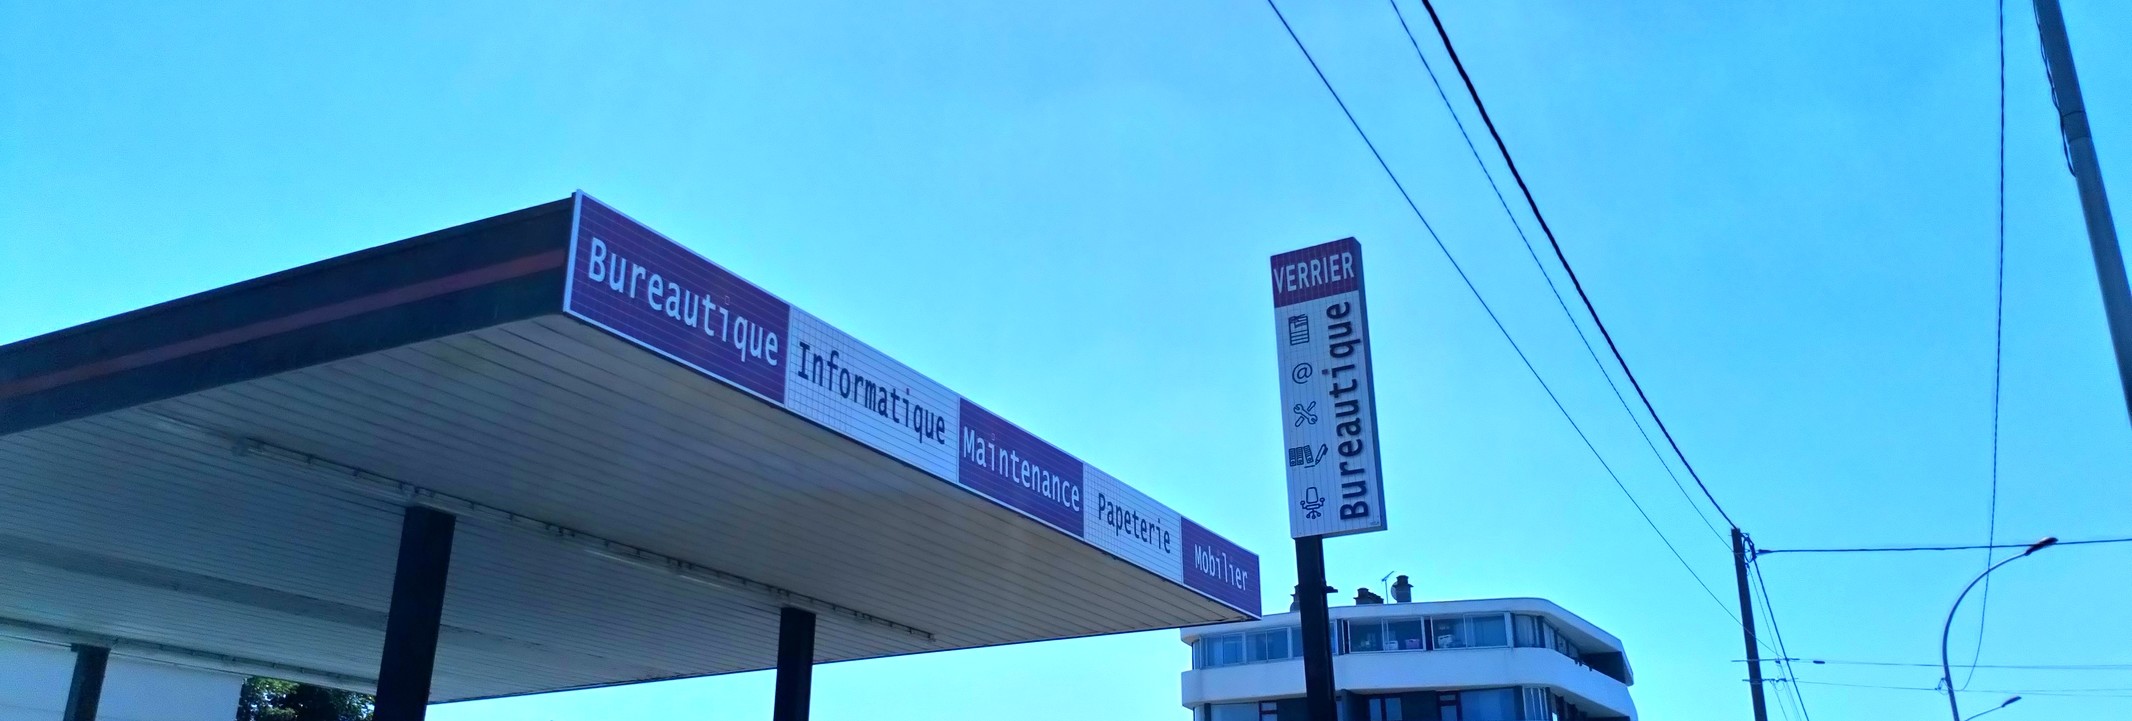 Bureautique
Informatique
Maintenance
Papeterie
Mobilier
VERRIER
@
Bureautique